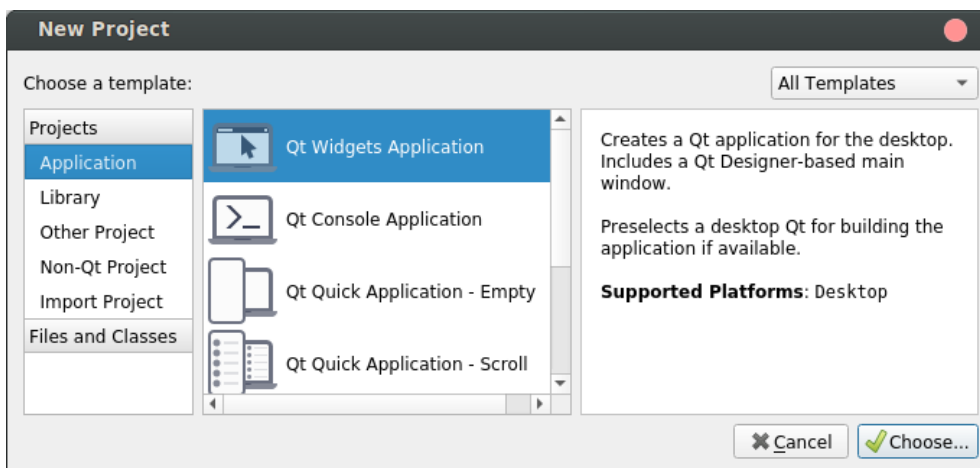 New Project
Choose a template:
All Templates
Projects
Application
Library
Other Project
Non-Qt Project
Import Project
Files and Classes
Qt Widgets Application
Qt Console Application
Qt Quick Application - Empty
Qt Quick Application - Scroll
Creates a Qt application for the desktop.
Includes a Qt Designer-based main
window.
Preselects a desktop Qt for building the
application if available.
Supported Platforms: Desktop
Cancel
Choose...